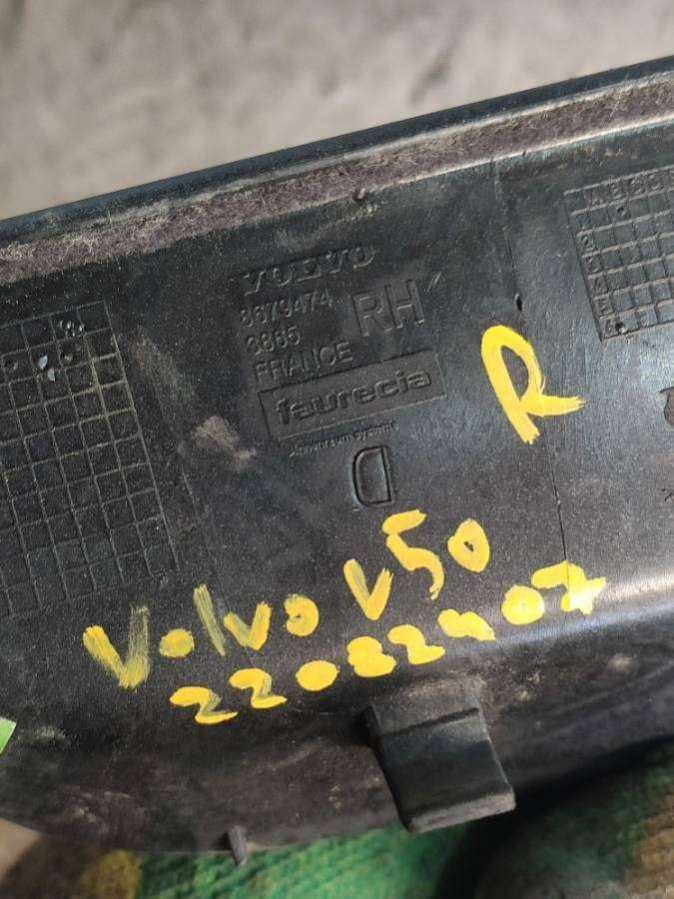 VOLVO
8679474
3865
FRANCE
RH
faurecia
D
R
Volvo V50
22082407